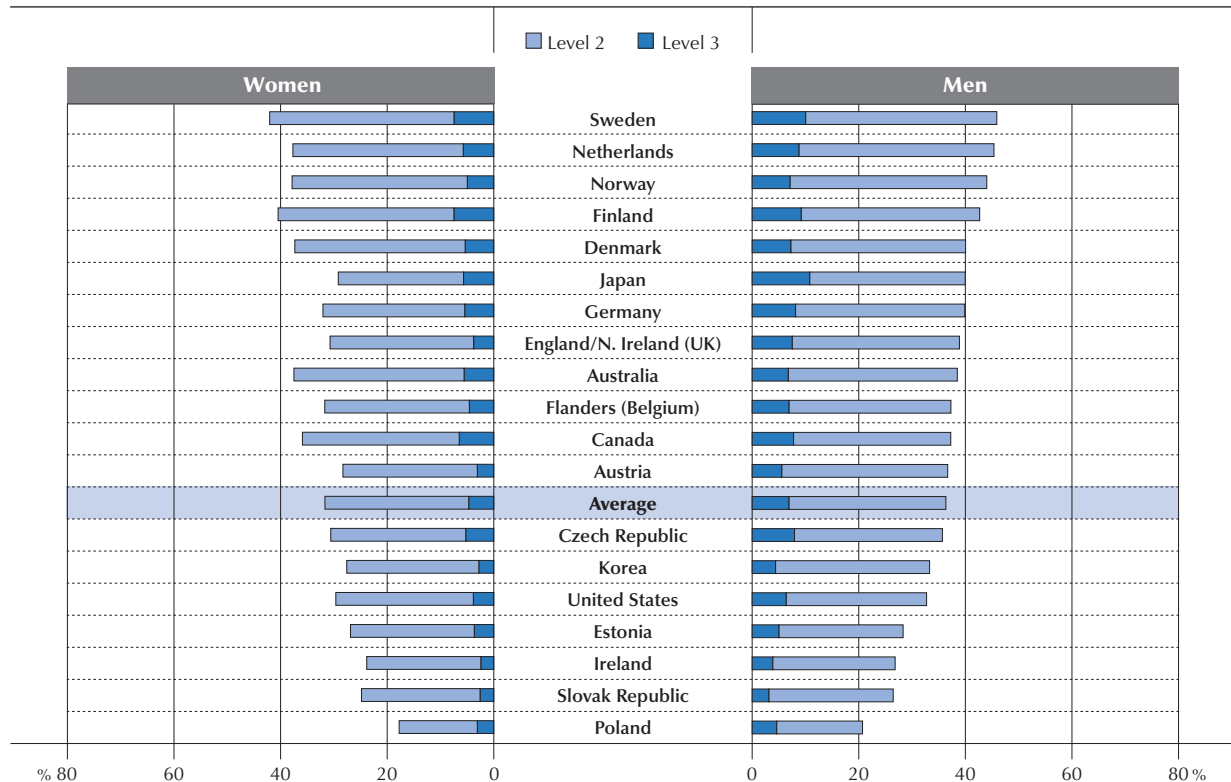 Level 2 Level 3
Women Men
Sweden
Netherlands
Norway
Finland
Denmark
Japan
Germany
England/N. Ireland (UK)
Australia
Flanders (Belgium)
Canada
Austria
Average
Czech Republic
Korea
United States
Estonia
Ireland
Slovak Republic
Poland
% 80 60 40 20 0 0 20 40 60 80 %